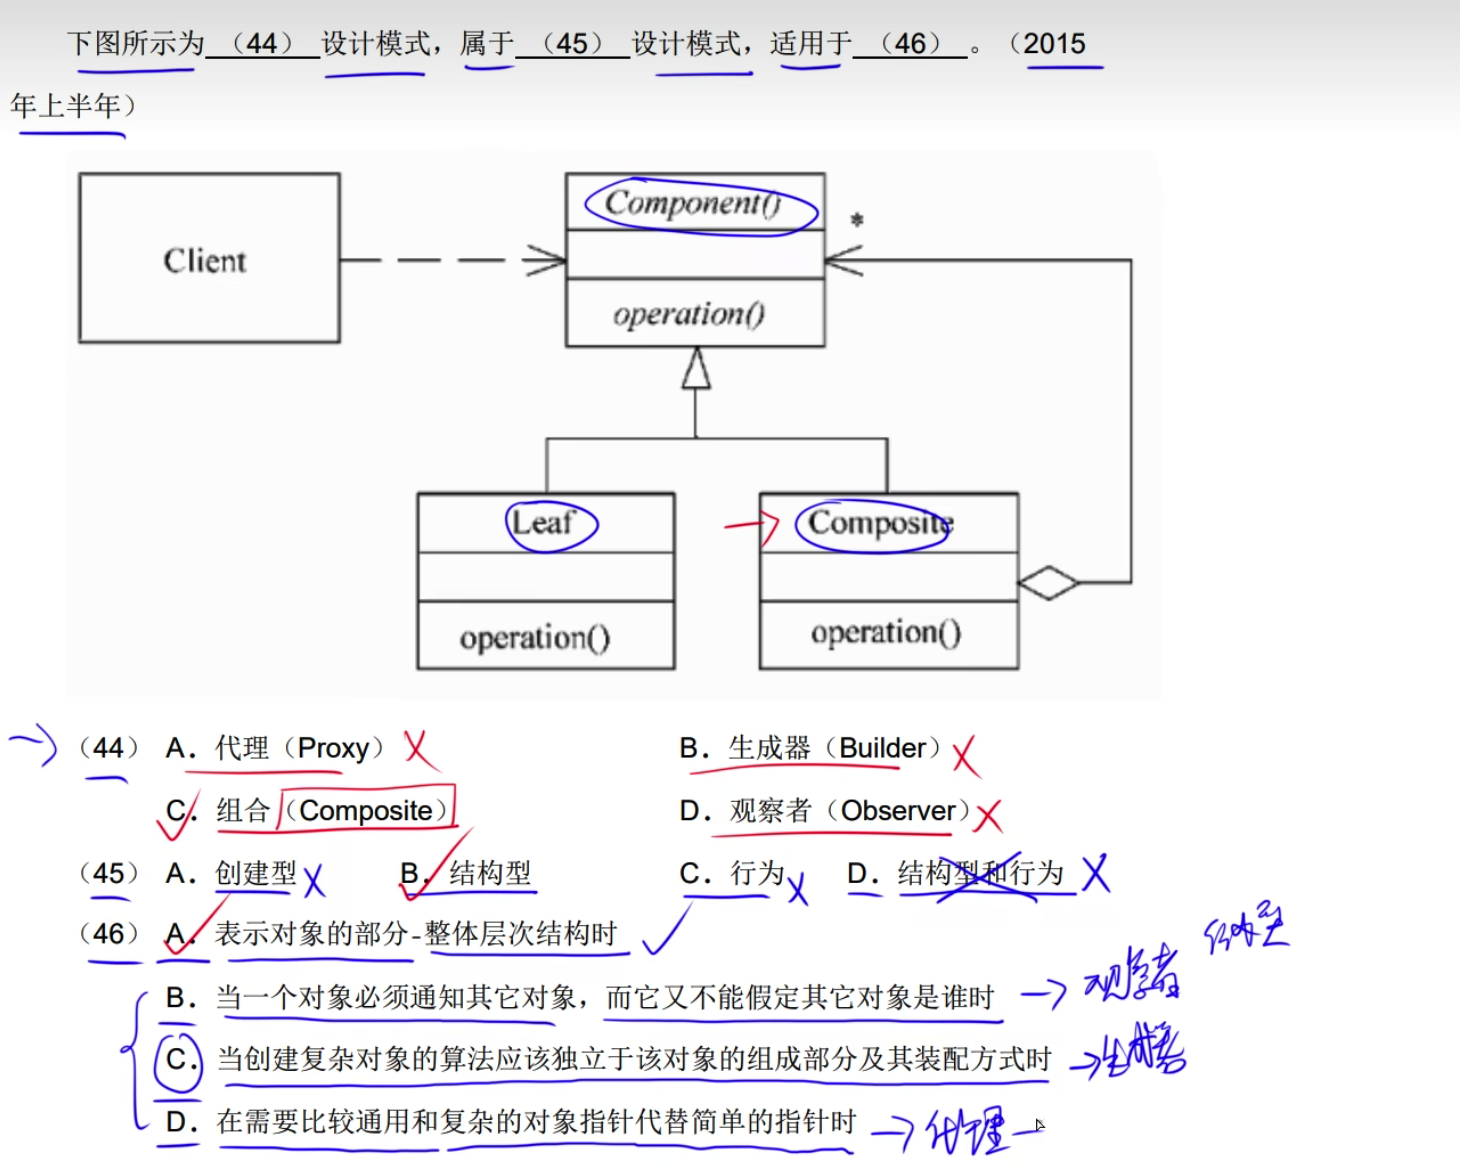 下图所示为 （44） 设计模式，属于 （45） 设计模式，适用于 （46） 。（2015
年上半年）
Client
Component()
*
operation()
Leaf
operation()
Composite
operation()
（44） A．代理（Proxy） B．生成器（Builder）
C．组合（Composite） D．观察者（Observer）
（45） A．创建型 B．结构型 C．行为 D．结构型和行为
（46） A．表示对象的部分-整体层次结构时
B．当一个对象必须通知其它对象，而它又不能假定其它对象是谁时 观察者 行为型
C．当创建复杂对象的算法应该独立于该对象的组成部分及其装配方式时 生成器
D．在需要比较通用和复杂的对象指针代替简单的指针时 代理